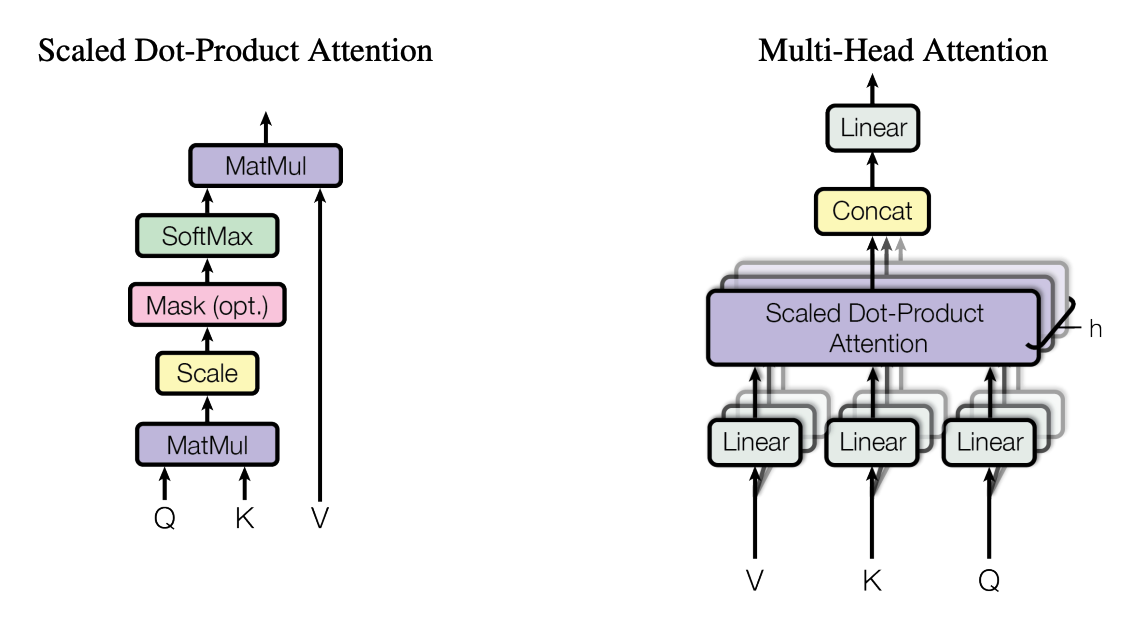 Scaled Dot-Product Attention
MatMul
SoftMax
Mask (opt.)
Scale
MatMul
Q K V
Multi-Head Attention
Linear
Concat
Scaled Dot-Product
Attention
h
Linear Linear Linear
V K Q